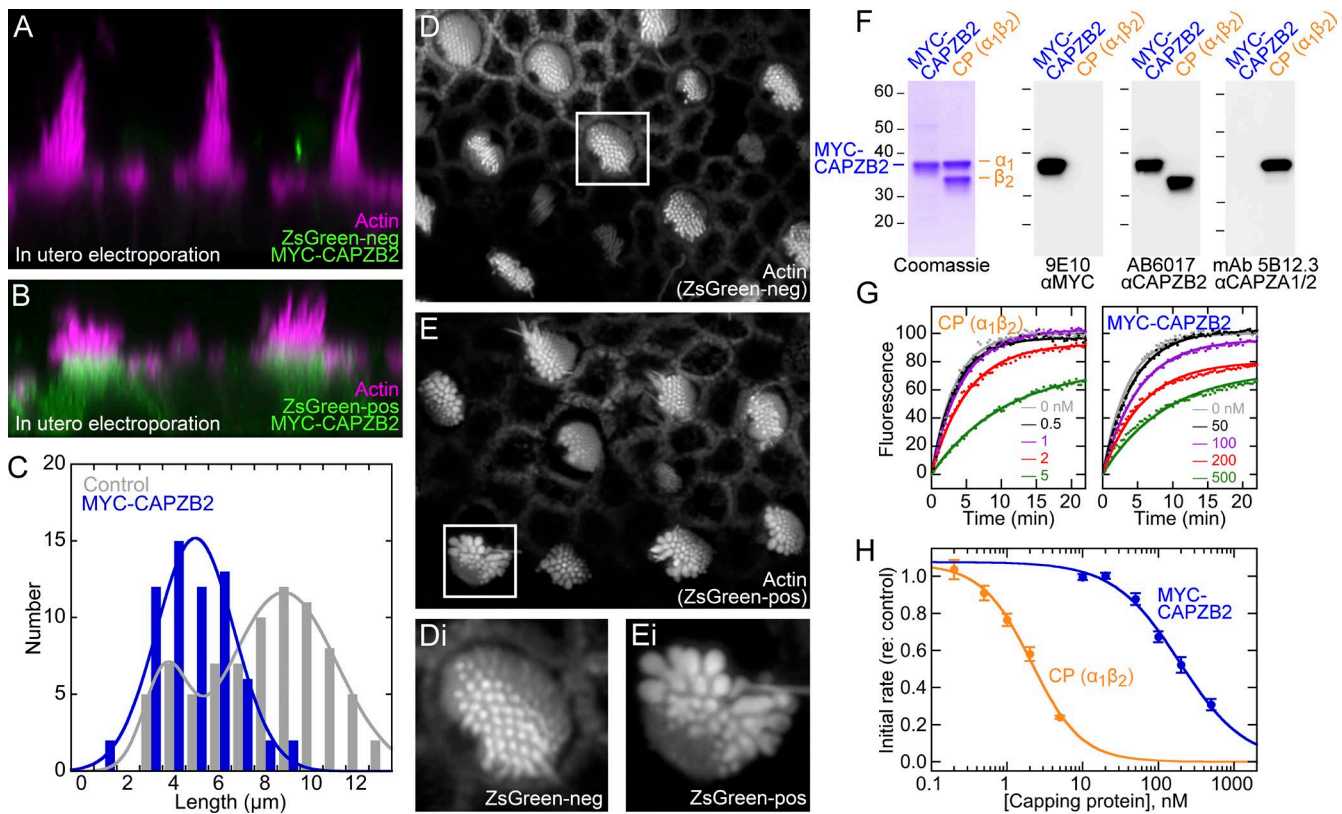 A
Actin
ZsGreen-neg
In utero electroporation MYC-CAPZB2
B
Actin
ZsGreen-pos
In utero electroporation MYC-CAPZB2
C
20
15
10
5
0
Number
Control
MYC-CAPZB2
0 2 4 6 8 10 12
Length (µm)
D
Actin
(ZsGreen-neg)
E
Actin
(ZsGreen-pos)
Di
ZsGreen-neg
Ei
ZsGreen-pos
F
MYC-
CAPZB2
CP (α1β2)
MYC-
CAPZB2
CP (α1β2)
MYC-
CAPZB2
CP (α1β2)
MYC-
CAPZB2
CP (α1β2)
60
50
40
30
20
MYC-
CAPZB2
α1
β2
Coomassie
9E10
αMYC
AB6017
αCAPZB2
mAb 5B12.3
αCAPZA1/2
G
Fluorescence
100
80
60
40
20
0
CP (α1β2)
0 nM
0.5
1
2
5
0 5 10 15 20
Time (min)
MYC-CAPZB2
0 nM
50
100
200
500
0 5 10 15 20
Time (min)
H
Initial rate (re: control)
1.0
0.8
0.6
0.4
0.2
0.0
MYC-
CAPZB2
CP (α1β2)
0.1 1 10 100 1000
[Capping protein], nM